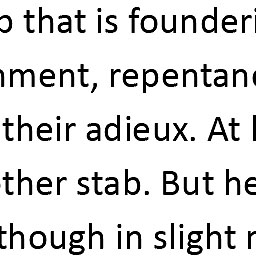 that is founderi
nment, repentanc
their adieux. At
ther stab. But he
though in slight